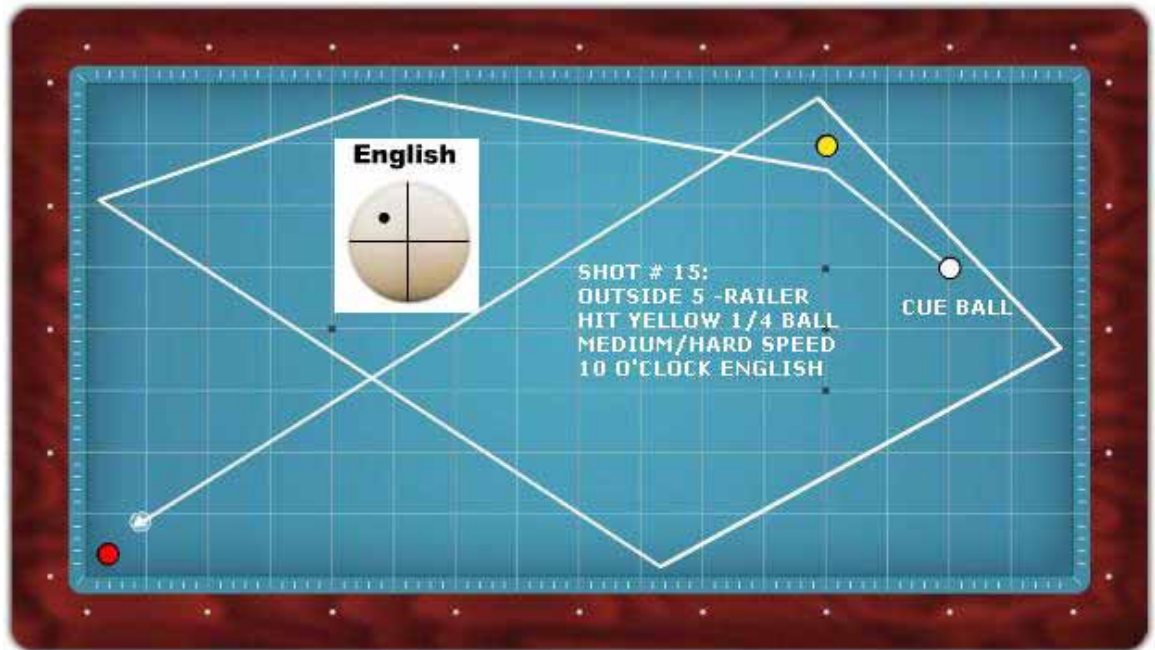 English
SHOT # 15:
OUTSIDE 5 -RAILER
HIT YELLOW 1/4 BALL
MEDIUM/HARD SPEED
10 O'CLOCK ENGLISH
CUE BALL